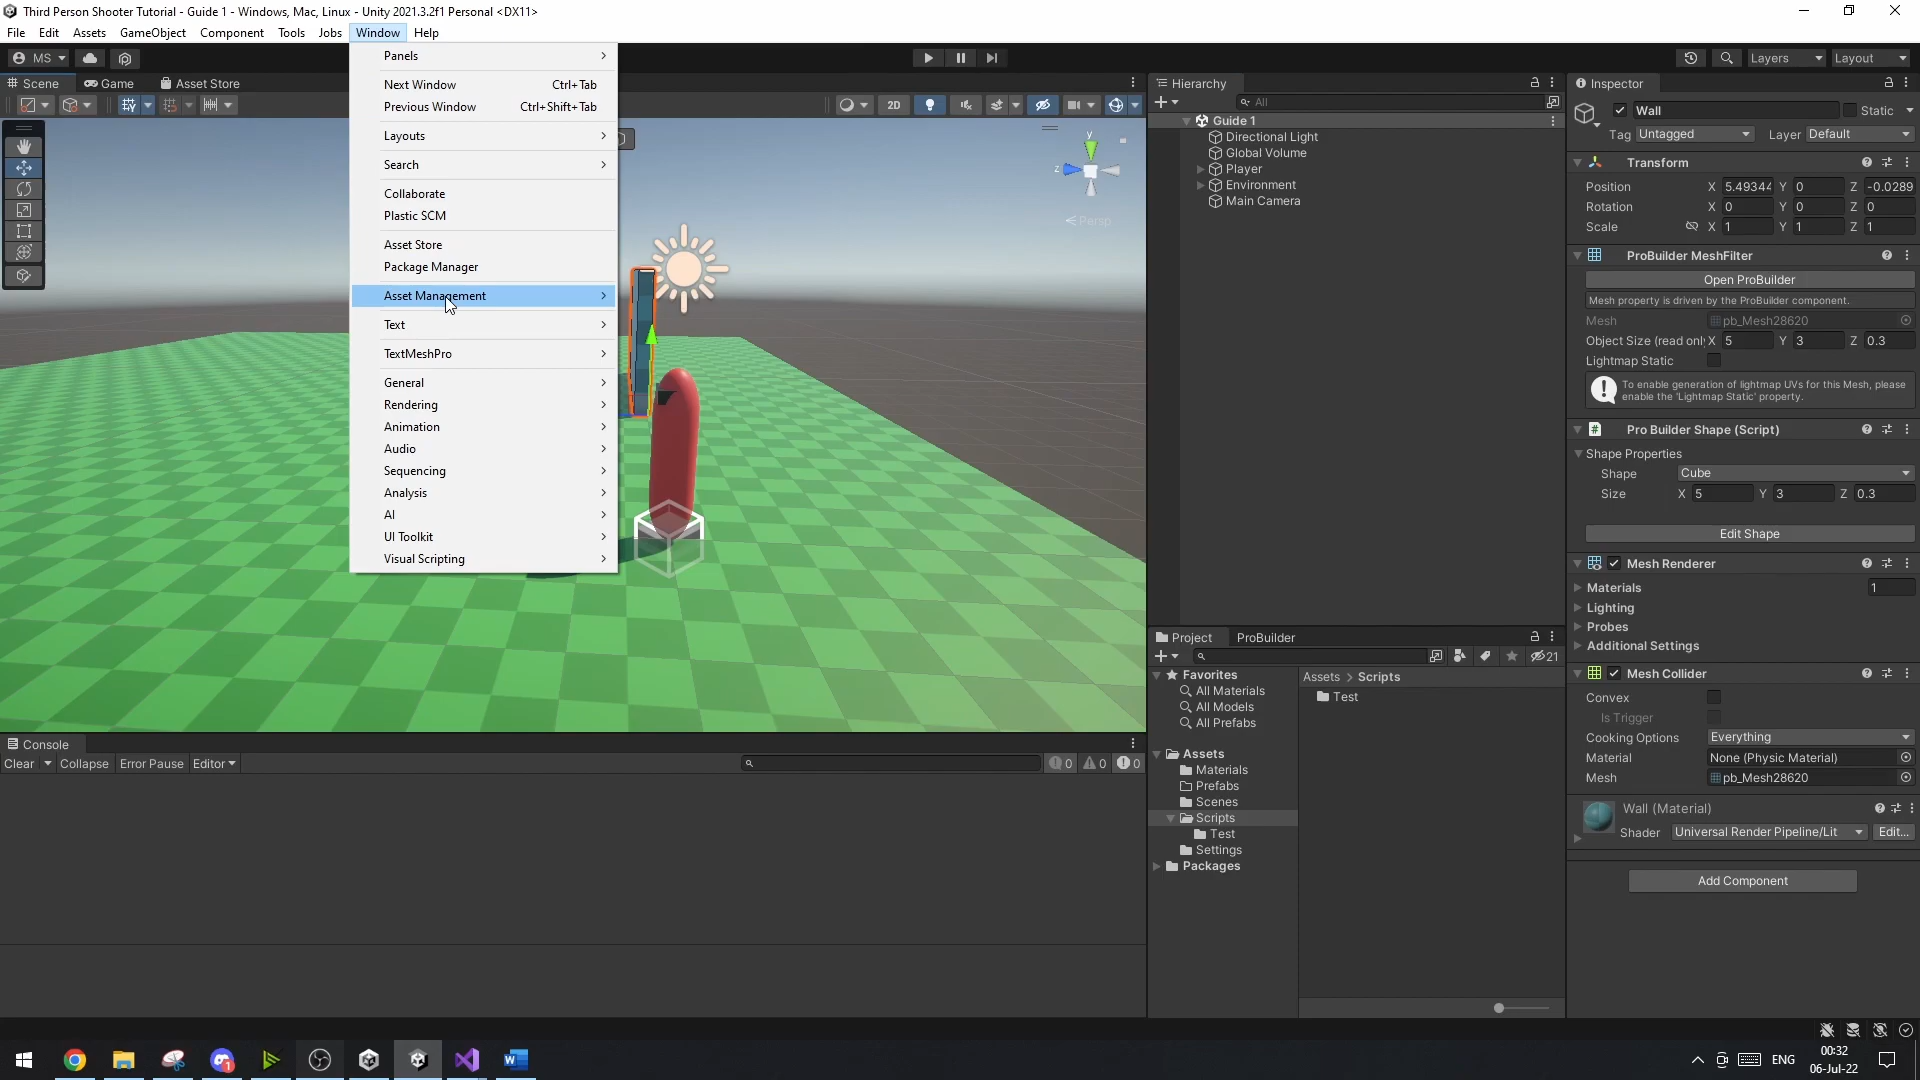 Third Person Shooter Tutorial - Guide 1 - Windows, Mac, Linux - Unity 2021.3.2f1 Personal <DX11>
File Edit Assets GameObject Component Tools Jobs Window Help
MS
Layers Layout
Scene Game Asset Store
2D
Persp
y
z
Panels
Next Window Ctrl+Tab
Previous Window Ctrl+Shift+Tab
Layouts
Search
Collaborate
Plastic SCM
Asset Store
Package Manager
Asset Management
Text
TextMeshPro
General
Rendering
Animation
Audio
Sequencing
Analysis
AI
UI Toolkit
Visual Scripting
Console
Clear Collapse Error Pause Editor
0 0 0
Hierarchy
All
Guide 1
Directional Light
Global Volume
Player
Environment
Main Camera
Project ProBuilder
21
Favorites
All Materials
All Models
All Prefabs
Assets
Materials
Prefabs
Scenes
Scripts
Test
Settings
Packages
Assets > Scripts
Test
Inspector
Wall Static
Tag Untagged Layer Default
Transform
Position X 5.49344 Y 0 Z -0.0289
Rotation X 0 Y 0 Z 0
Scale X 1 Y 1 Z 1
ProBuilder MeshFilter
Open ProBuilder
Mesh property is driven by the ProBuilder component.
Mesh pb_Mesh28620
Object Size (read onl X 5 Y 3 Z 0.3
Lightmap Static
To enable generation of lightmap UVs for this Mesh, please
enable the 'Lightmap Static' property.
Pro Builder Shape (Script)
Shape Properties
Shape Cube
Size X 5 Y 3 Z 0.3
Edit Shape
Mesh Renderer
Materials 1
Lighting
Probes
Additional Settings
Mesh Collider
Convex
Is Trigger
Cooking Options Everything
Material None (Physic Material)
Mesh pb_Mesh28620
Wall (Material)
Shader Universal Render Pipeline/Lit Edit...
Add Component
1
ENG
00:32
06-Jul-22